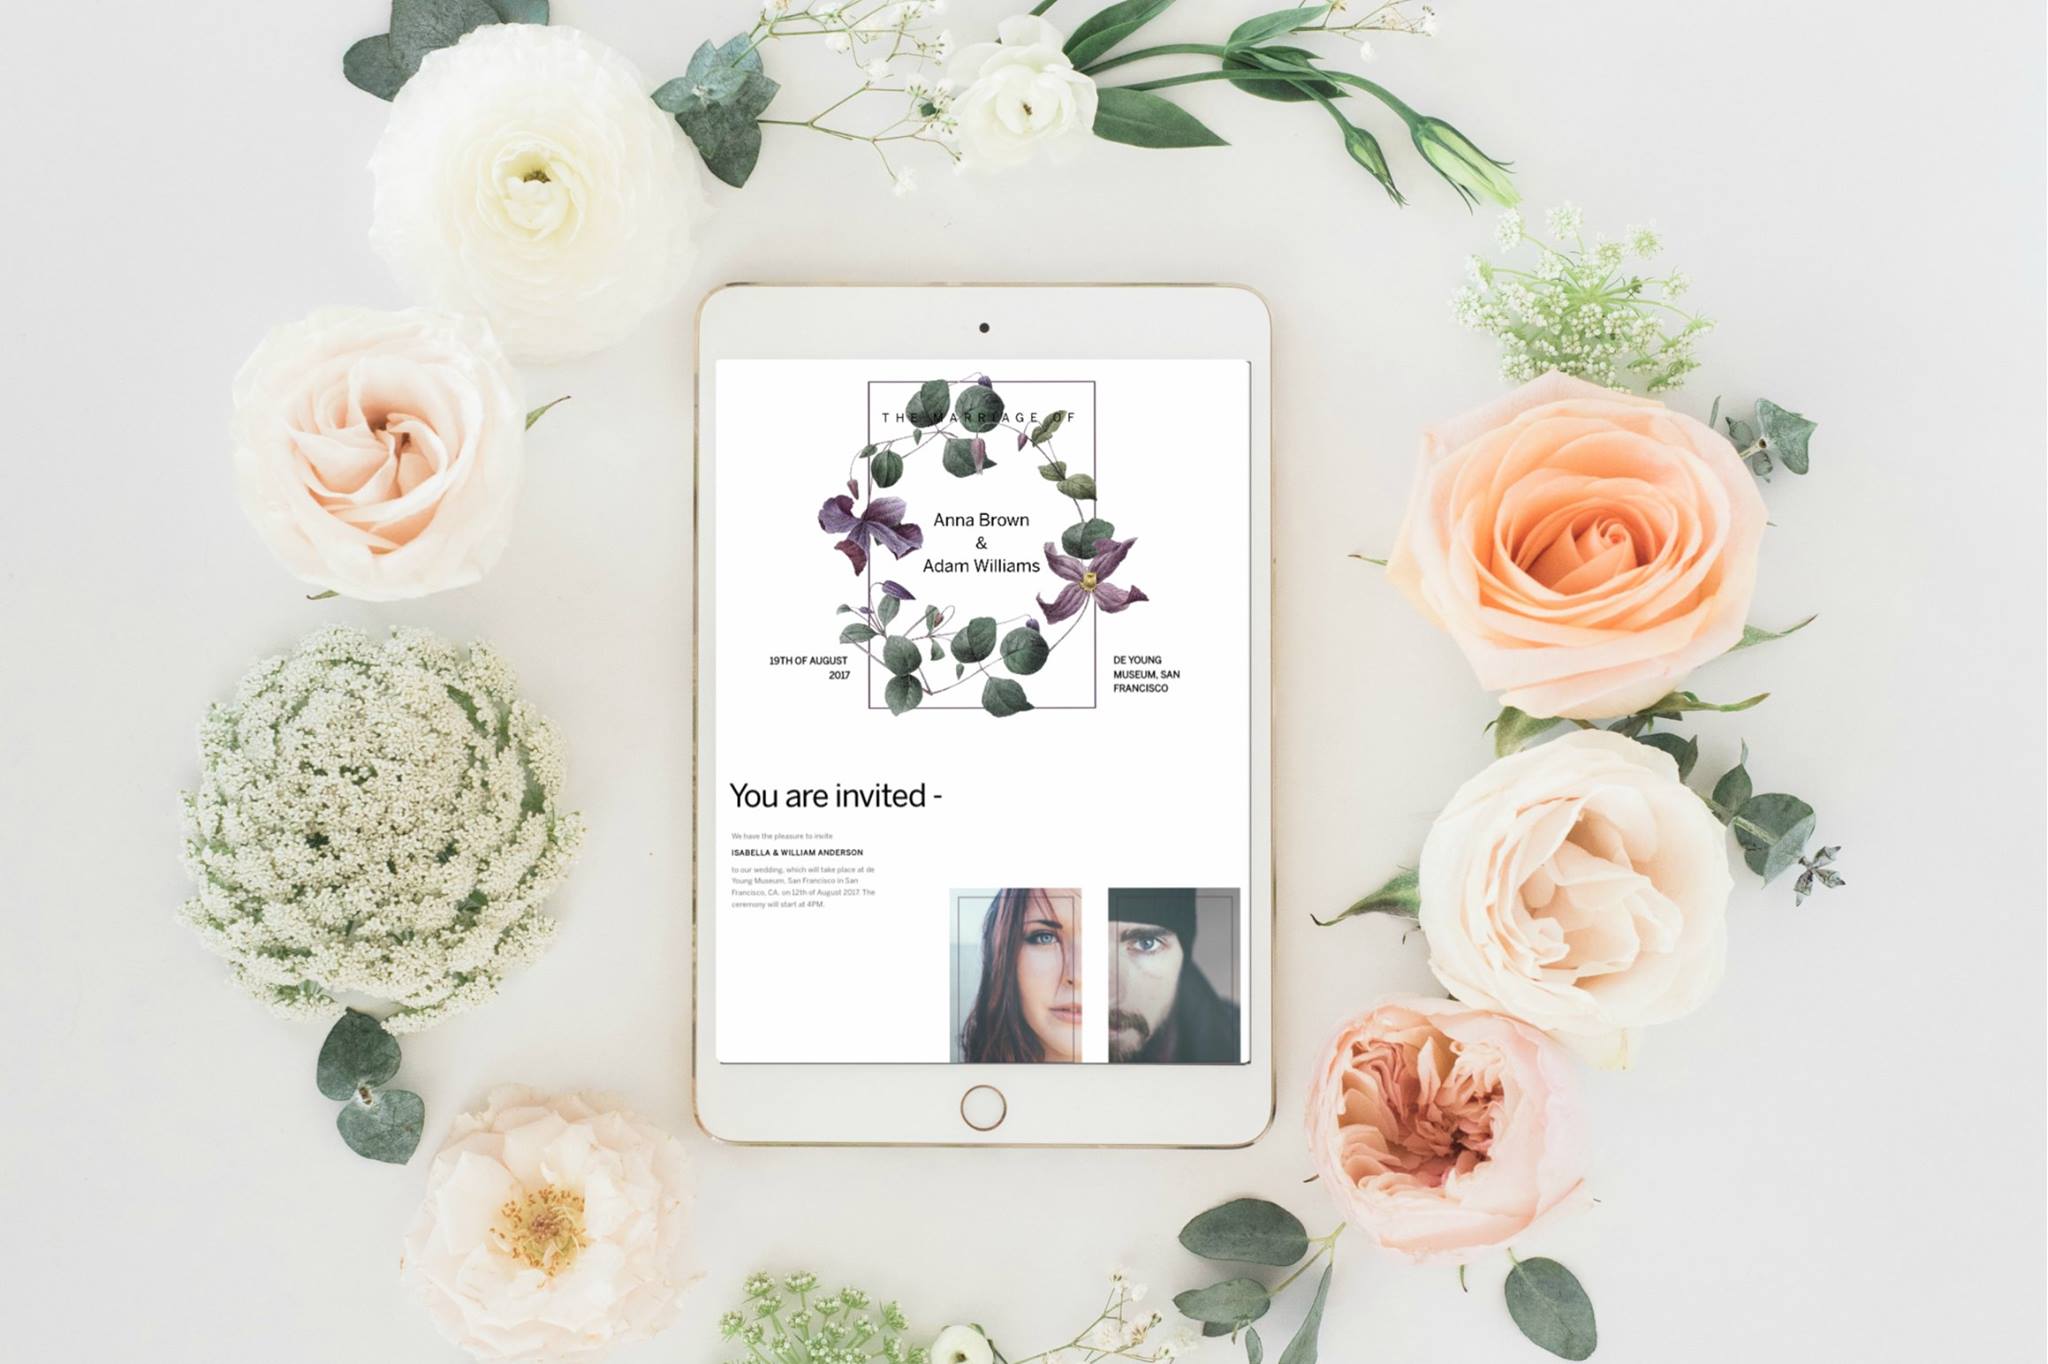 THE MARRIAGE OF
Anna Brown
&
Adam Williams
19TH OF AUGUST
2017
DE YOUNG
MUSEUM, SAN
FRANCISCO
You are invited -
We have the pleasure to invite
ISABELLA & WILLIAM ANDERSON
to our wedding, which will take place at de
Young Museum, San Francisco in San
Francisco, CA. on 12th of August 2017. The
ceremony will start at 4PM.